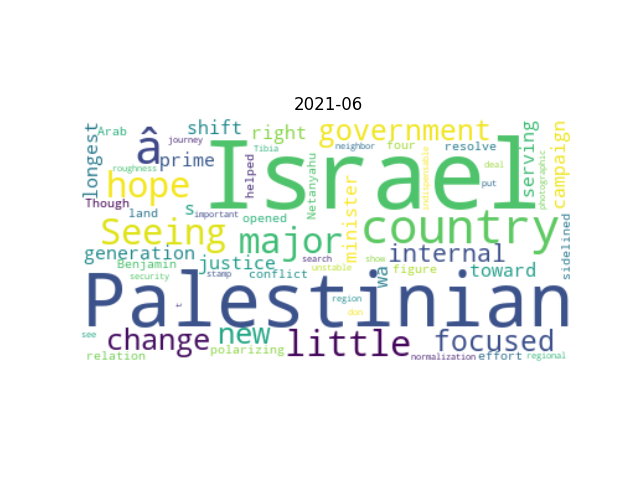 2021-06
longest
Arab
â
shift
right
government
serving
campaign
journey
prime
neighbor
four
resolve
Tibia
Israel
roughness
hope
helped
Netanyahu
indispensable
deal
put
photographic
Though
land
s
important
opened
minister
Seeing
major
country
sidelined
generation
Benjamin
security
justice
stamp
search
conflict
unstable
wa
show
internal
figure
toward
Palestinian
t
region
don
see
change
new
little
focused
relation
polarizing
normalization
effort
regional